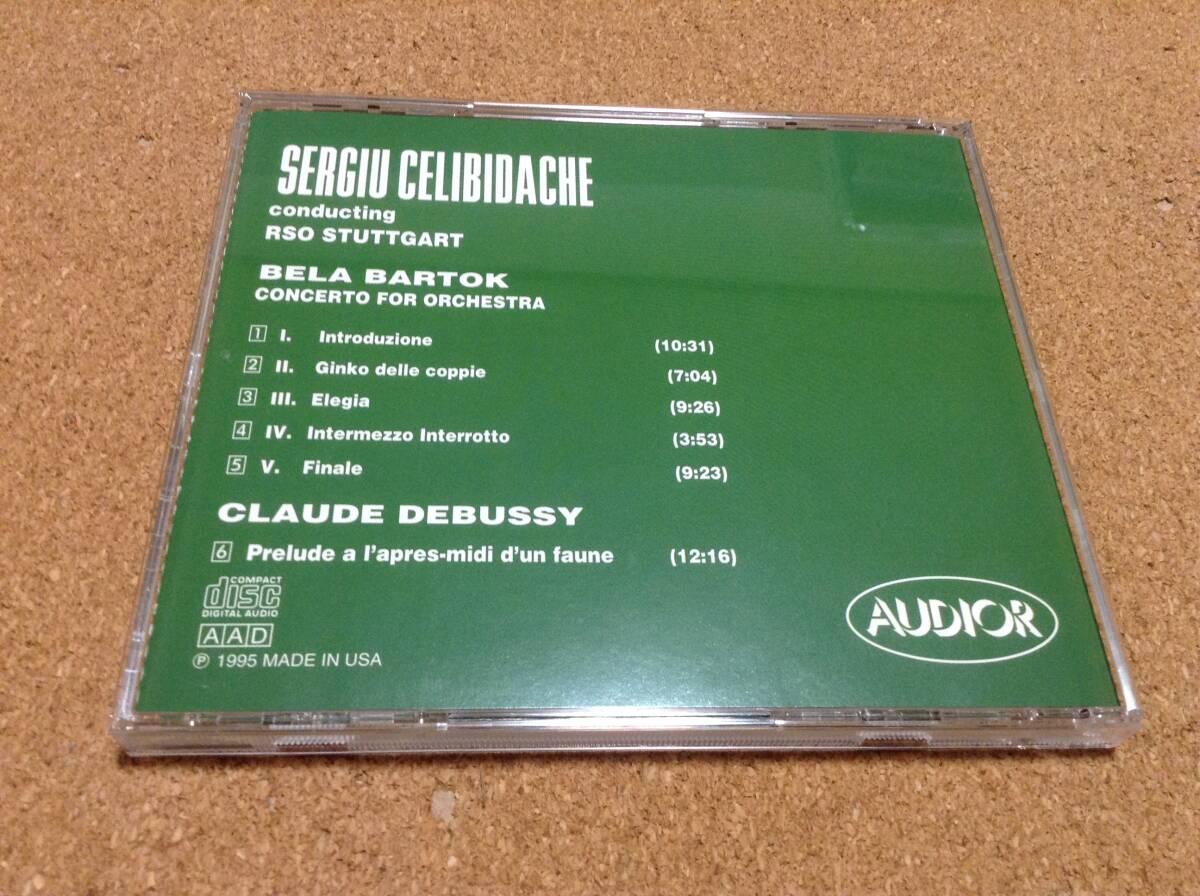 SERGIU CELIBIDACHE
conducting
RSO STUTTGART
BELA BARTOK
CONCERTO FOR ORCHESTRA
1 I. Introduzione (10:31)
2 II. Ginko delle coppie (7:04)
3 III. Elegia (9:26)
4 IV. Intermezzo Interrotto (3:53)
5 V. Finale (9:23)
CLAUDE DEBUSSY
6 Prelude a l'apres-midi d'un faune (12:16)
COMPACT
disc
DIGITAL AUDIO
AAD
℗ 1995 MADE IN USA
AUDIOR